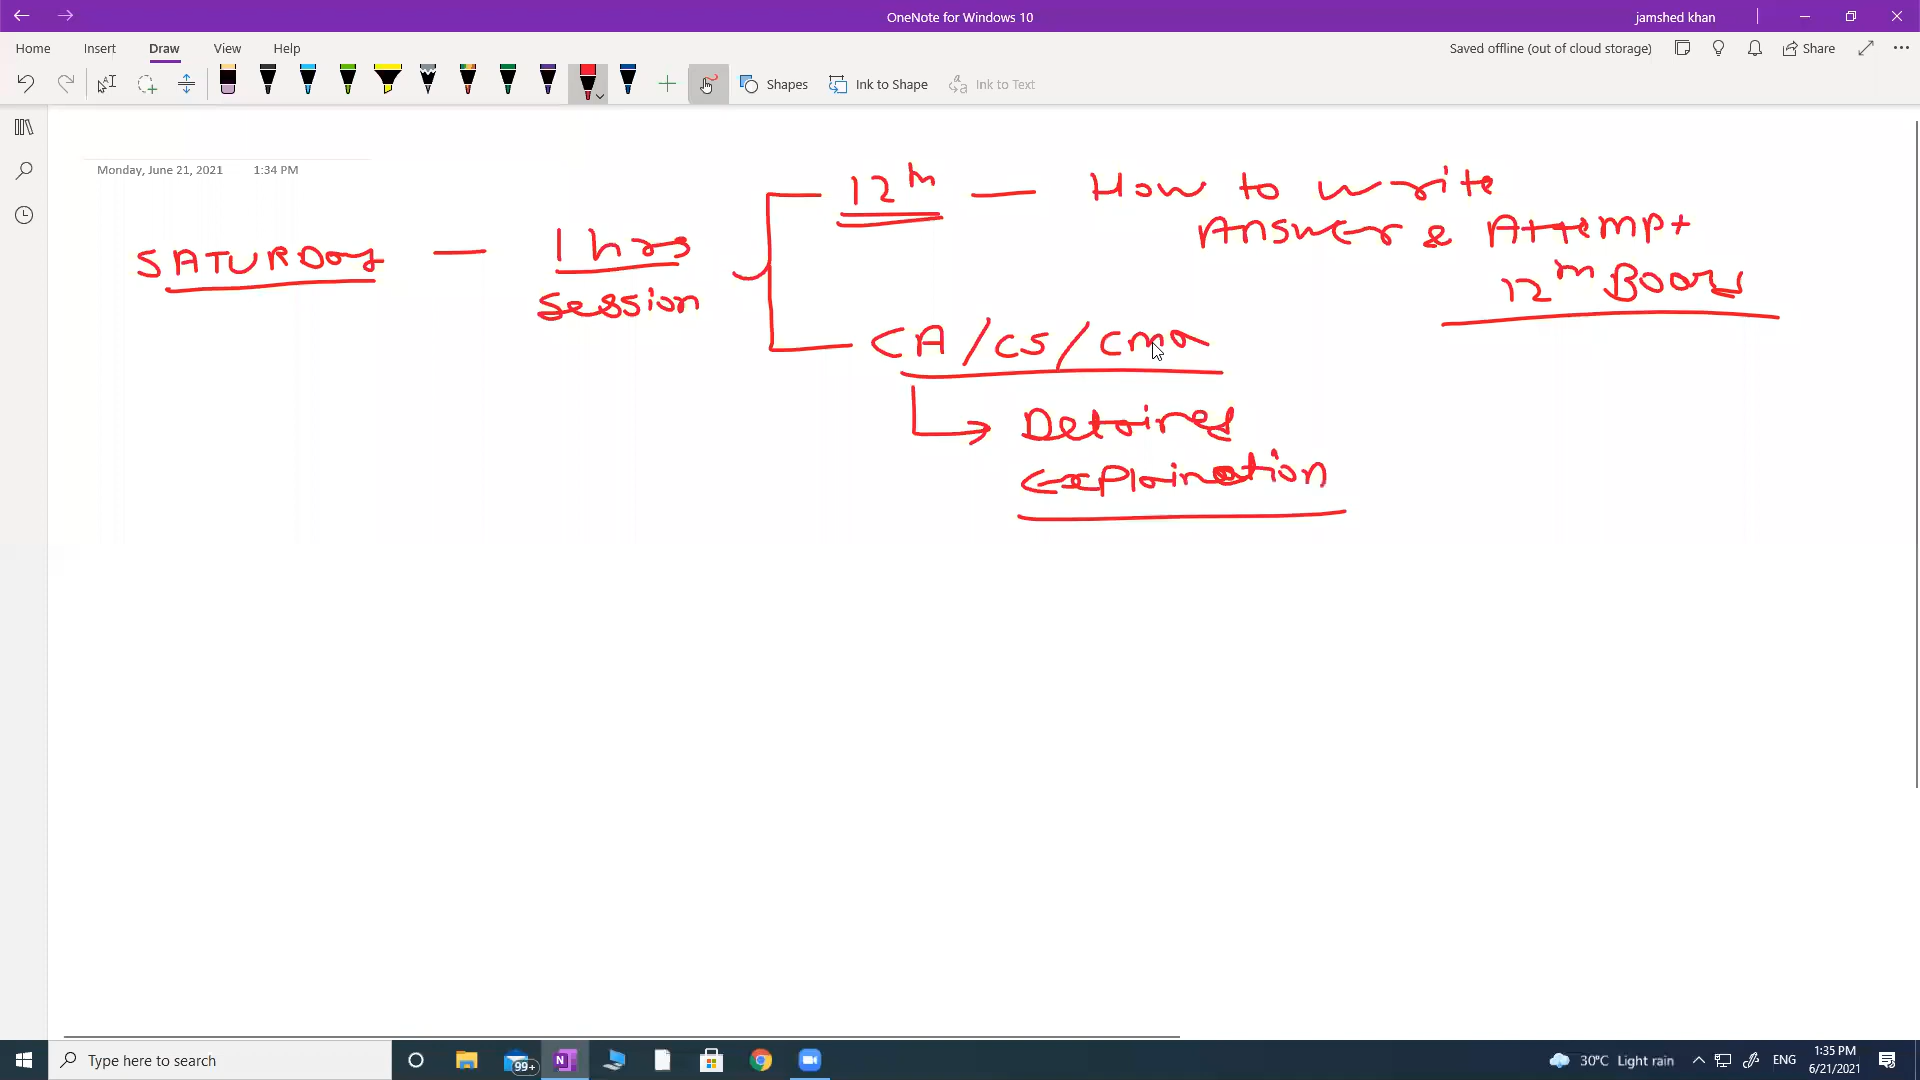 OneNote for Windows 10
jamshed khan
Home Insert Draw View Help
Saved offline (out of cloud storage)
Share
Shapes
Ink to Shape
Ink to Text
Monday, June 21, 2021 1:34 PM
12th — How to write
Answer & Attempt
12th Board
SATURDay — 1 hrs
session
CA/CS/CMA
Detailed
explaination
Type here to search
99+
30°C Light rain
ENG
1:35 PM
6/21/2021